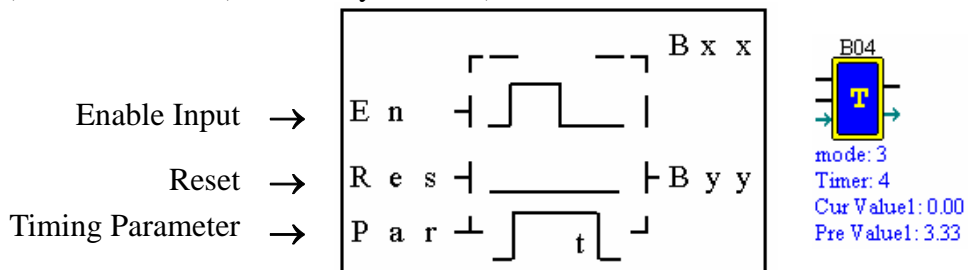 B x x
Enable Input → E n
Reset → R e s B y y
Timing Parameter → P a r t
B04
T
mode: 3
Timer: 4
Cur Value1: 0.00
Pre Value1: 3.33